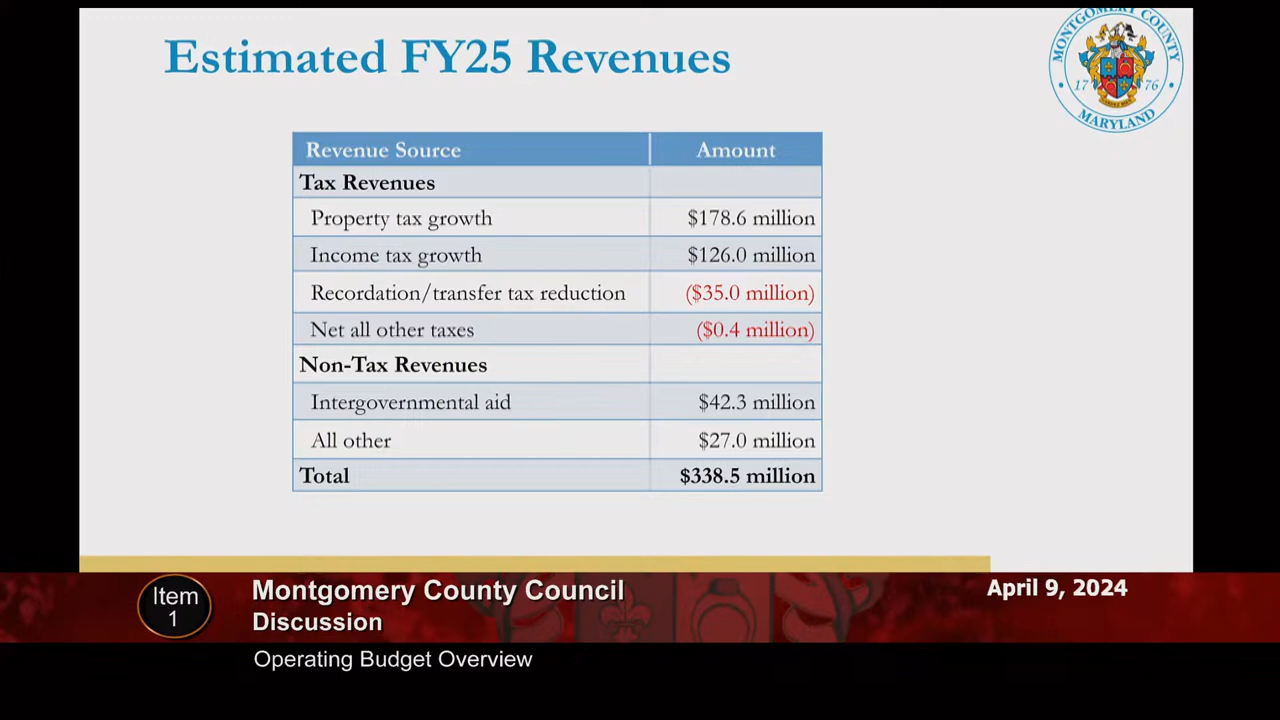 Estimated FY25 Revenues
MONTGOMERY COUNTY
17 76
MARYLAND
Revenue Source Amount
Tax Revenues
Property tax growth $178.6 million
Income tax growth $126.0 million
Recordation/transfer tax reduction ($35.0 million)
Net all other taxes ($0.4 million)
Non-Tax Revenues
Intergovernmental aid $42.3 million
All other $27.0 million
Total $338.5 million
Item
1
Montgomery County Council
Discussion
April 9, 2024
Operating Budget Overview